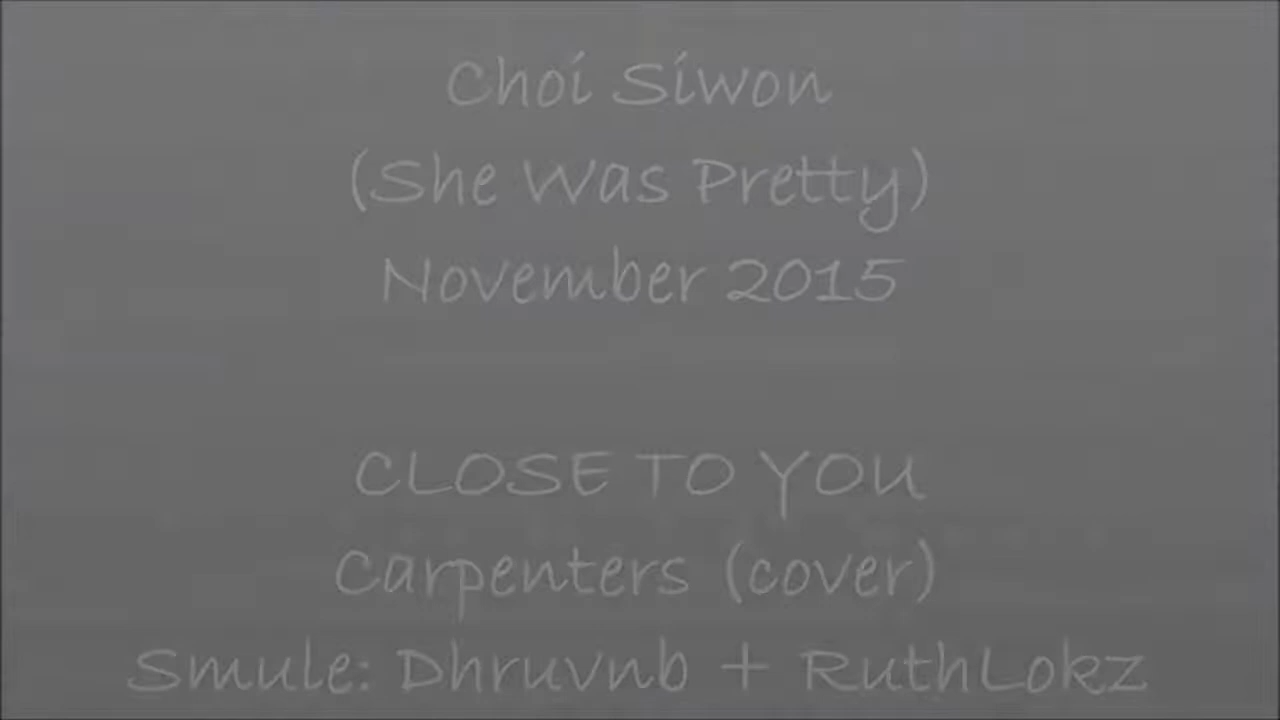 Choi Siwon
(She Was Pretty)
November 2015
CLOSE TO YOU
Carpenters (cover)
Smule: Dhruvnb + RuthLokz